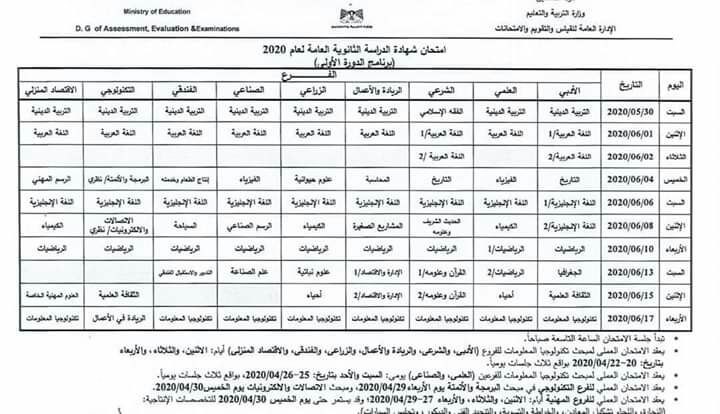 Ministry of Education
D. G of Assessment, Evaluation &Examinations
وزارة التربية والتعليم
الإدارة العامة للقياس والتقويم والامتحانات
امتحان شهادة الدراسة الثانوية العامة لعام 2020
(برنامج الدورة الأولى)
الفـــــرع
اليوم التاريخ الأدبي العلمي الشرعي الريادة والأعمال الزراعي الصناعي الفندقي التكنولوجي الاقتصاد المنزلي
السبت 2020/05/30 التربية الدينية التربية الدينية الفقه الإسلامي التربية الدينية التربية الدينية التربية الدينية التربية الدينية التربية الدينية التربية الدينية
الإثنين 2020/06/01 اللغة العربية/1 اللغة العربية اللغة العربية/1 اللغة العربية اللغة العربية اللغة العربية اللغة العربية اللغة العربية اللغة العربية
الثلاثاء 2020/06/02 اللغة العربية /2 اللغة العربية /2
الخميس 2020/06/04 التاريخ الفيزياء التاريخ المحاسبة علوم حيوانية الفيزياء إنتاج الطعام وخدمته البرمجة والأتمتة/ نظري الرسم المهني
السبت 2020/06/06 اللغة الإنجليزية/1 اللغة الإنجليزية اللغة الإنجليزية اللغة الإنجليزية اللغة الإنجليزية اللغة الإنجليزية اللغة الإنجليزية اللغة الإنجليزية اللغة الإنجليزية
الإثنين 2020/06/08 اللغة الإنجليزية/2 الكيمياء الحديث الشريف وعلومه المشاريع الصغيرة الكيمياء الرسم الصناعي السياحة الاتصالات والالكترونيات/ نظري الكيمياء
الأربعاء 2020/06/10 الرياضيات الرياضيات/1 الرياضيات الرياضيات الرياضيات الرياضيات الرياضيات الرياضيات الرياضيات
السبت 2020/06/13 الجغرافيا الرياضيات/2 القرآن وعلومه/1 الإدارة والاقتصاد/1 علوم نباتية علم الصناعة التدبير والاستقبال الفندقي
الإثنين 2020/06/15 الثقافة العلمية أحياء القرآن وعلومه/2 الإدارة والاقتصاد/2 أحياء الثقافة العلمية العلوم المهنية الخاصة
الأربعاء 2020/06/17 تكنولوجيا المعلومات تكنولوجيا المعلومات تكنولوجيا المعلومات تكنولوجيا المعلومات تكنولوجيا المعلومات تكنولوجيا المعلومات تكنولوجيا المعلومات الريادة في الأعمال تكنولوجيا المعلومات
تبدأ جلسة الامتحان الساعة التاسعة صباحاً.
يعقد الامتحان العملي لمبحث تكنولوجيا المعلومات للفروع (الأدبي، والشرعي، والريادة والأعمال، والزراعي، والفندقي، والاقتصاد المنزلي) أيام: الاثنين، والثلاثاء، والأربعاء
بتاريخ: 20-2020/04/22 بواقع ثلاث جلسات يومياً.
يعقد الامتحان العملي لمبحث تكنولوجيا المعلومات للفرعين (العلمي، والصناعي) يومي: السبت والأحد بتاريخ: 25-2020/04/26، بواقع ثلاث جلسات يومياً.
يعقد الامتحان العملي لفرع التكنولوجي في مبحث البرمجة والأتمتة يوم الأربعاء 2020/04/29، ومبحث الاتصالات والالكترونيات يوم الخميس 2020/04/30.
يعقد الامتحان العملي للفروع المهنية أيام: الاثنين، والثلاثاء، والأربعاء 27-2020/04/29، وقد يستمر حتى يوم الخميس 2020/04/30 للتخصصات الإنتاجية: